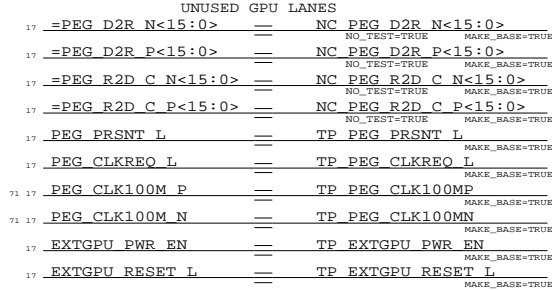 UNUSED GPU LANES
17 =PEG_D2R_N<15:0> NC_PEG_D2R_N<15:0>
NO_TEST=TRUE MAKE_BASE=TRUE
17 =PEG_D2R_P<15:0> NC_PEG_D2R_P<15:0>
NO_TEST=TRUE MAKE_BASE=TRUE
17 =PEG_R2D_C_N<15:0> NC_PEG_R2D_C_N<15:0>
NO_TEST=TRUE MAKE_BASE=TRUE
17 =PEG_R2D_C_P<15:0> NC_PEG_R2D_C_P<15:0>
NO_TEST=TRUE MAKE_BASE=TRUE
17 PEG_PRSNT_L TP_PEG_PRSNT_L
MAKE_BASE=TRUE
17 PEG_CLKREQ_L TP_PEG_CLKREQ_L
MAKE_BASE=TRUE
71 17 PEG_CLK100M_P TP_PEG_CLK100MP
MAKE_BASE=TRUE
71 17 PEG_CLK100M_N TP_PEG_CLK100MN
MAKE_BASE=TRUE
17 EXTGPU_PWR_EN TP_EXTGPU_PWR_EN
MAKE_BASE=TRUE
17 EXTGPU_RESET_L TP_EXTGPU_RESET_L
MAKE_BASE=TRUE